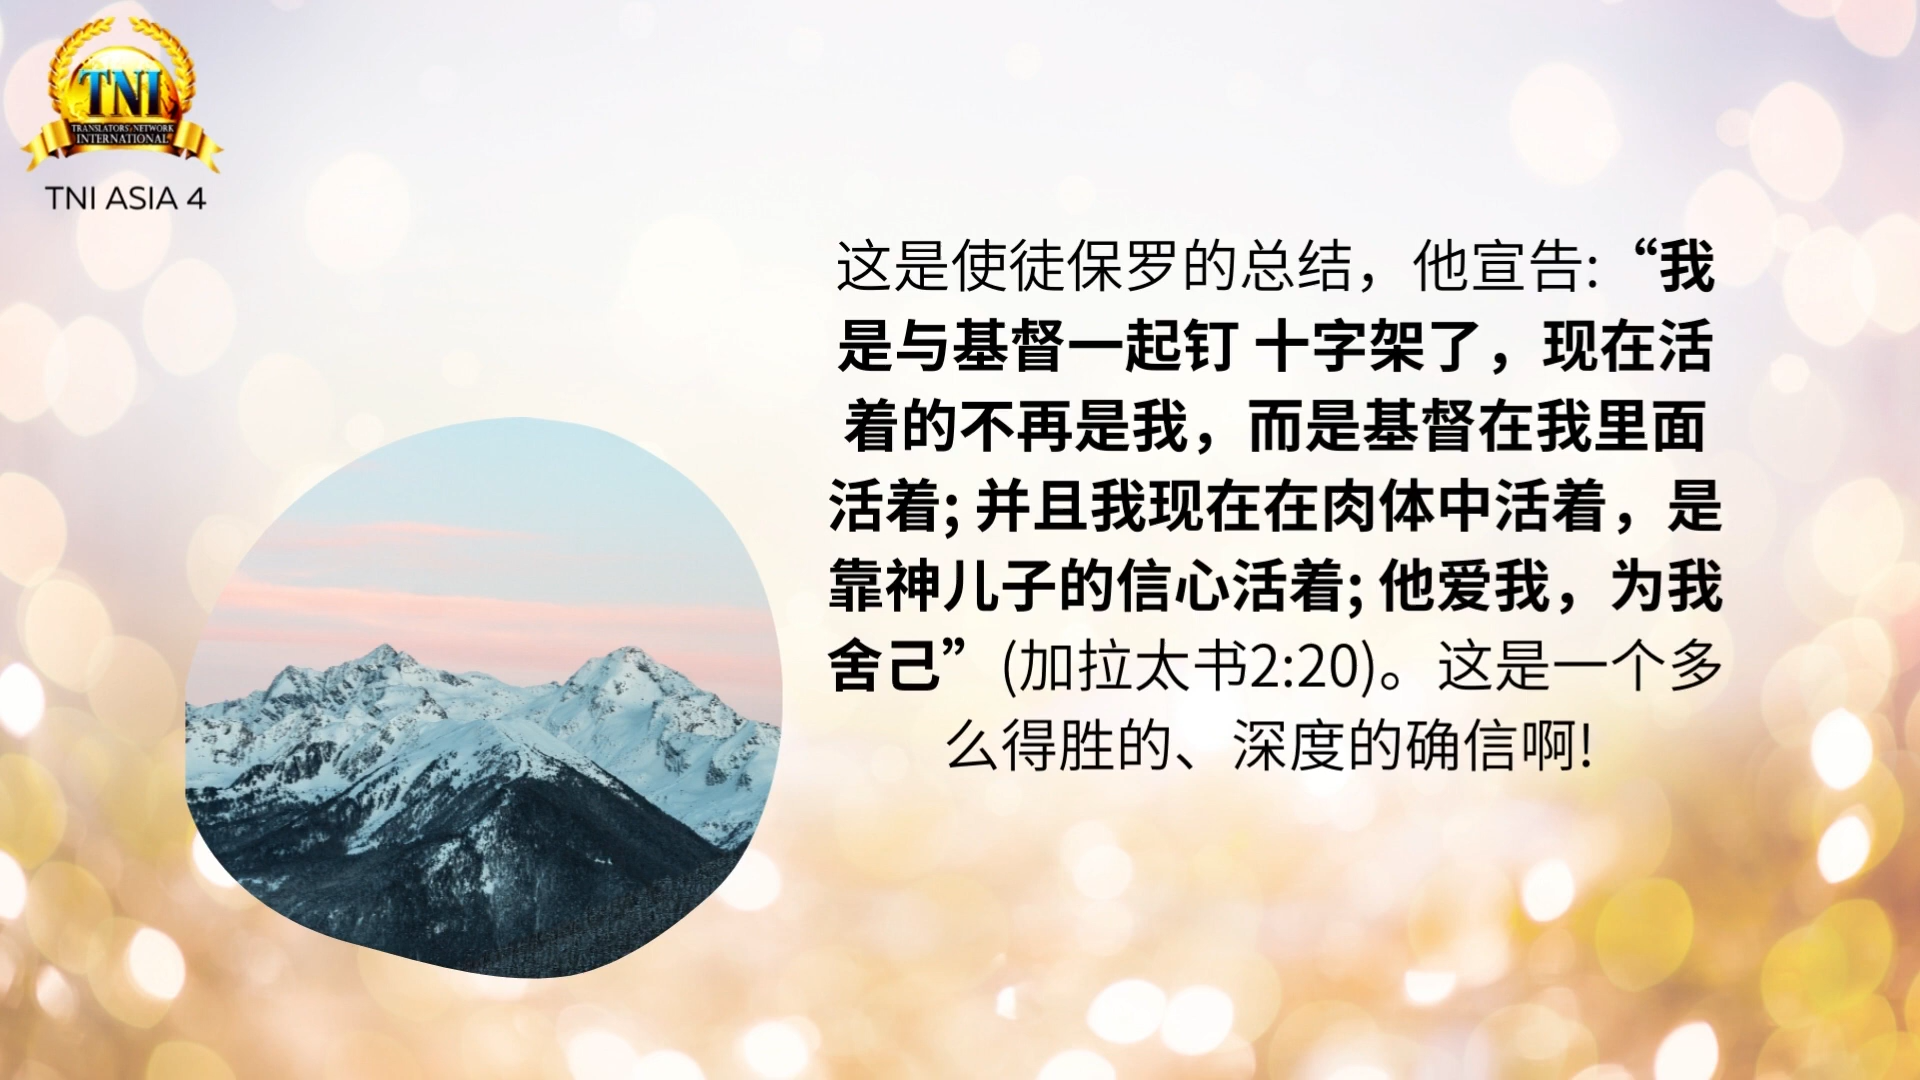 TNI
TRANSLATORS NETWORK
INTERNATIONAL
TNI ASIA 4
这是使徒保罗的总结，他宣告:“我
是与基督一起钉 十字架了，现在活
着的不再是我，而是基督在我里面
活着; 并且我现在在肉体中活着，是
靠神儿子的信心活着; 他爱我，为我
舍己”(加拉太书2:20)。这是一个多
么得胜的、深度的确信啊!